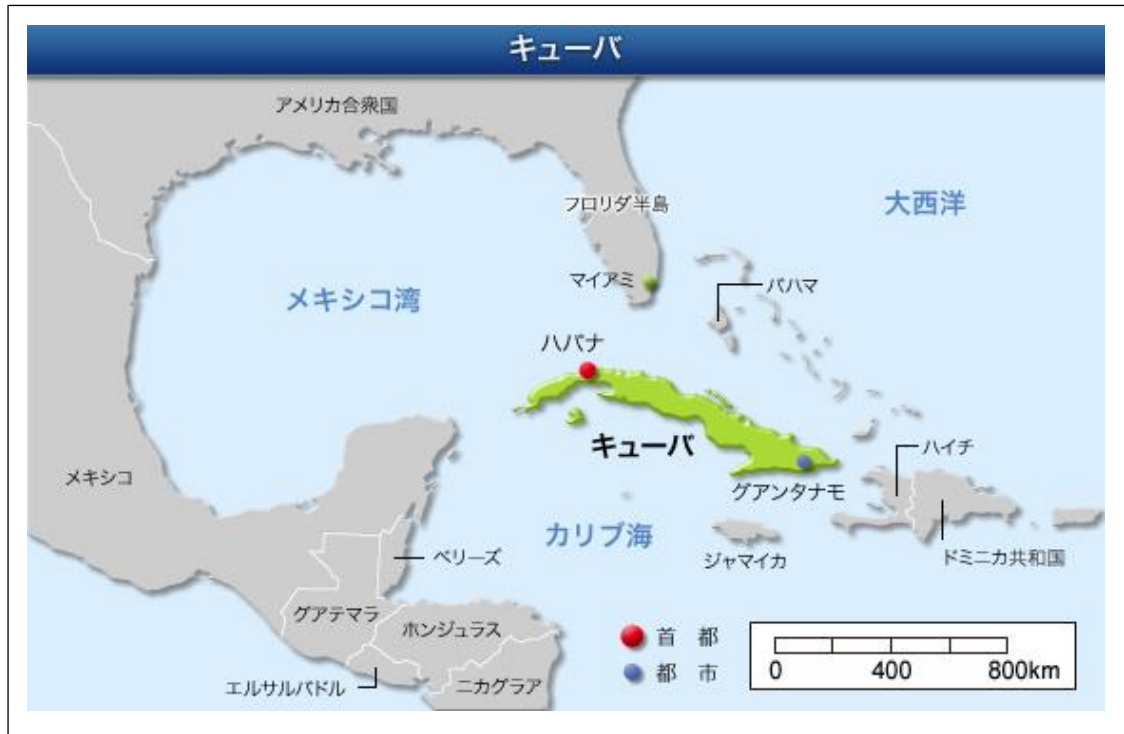 キューバ
アメリカ合衆国
フロリダ半島
大西洋
マイアミ
バハマ
メキシコ湾
ハバナ
キューバ
ハイチ
メキシコ
グアンタナモ
カリブ海
ジャマイカ
ドミニカ共和国
ベリーズ
グアテマラ
ホンジュラス
エルサルバドル
ニカグラア
首 都
都 市
0 400 800km